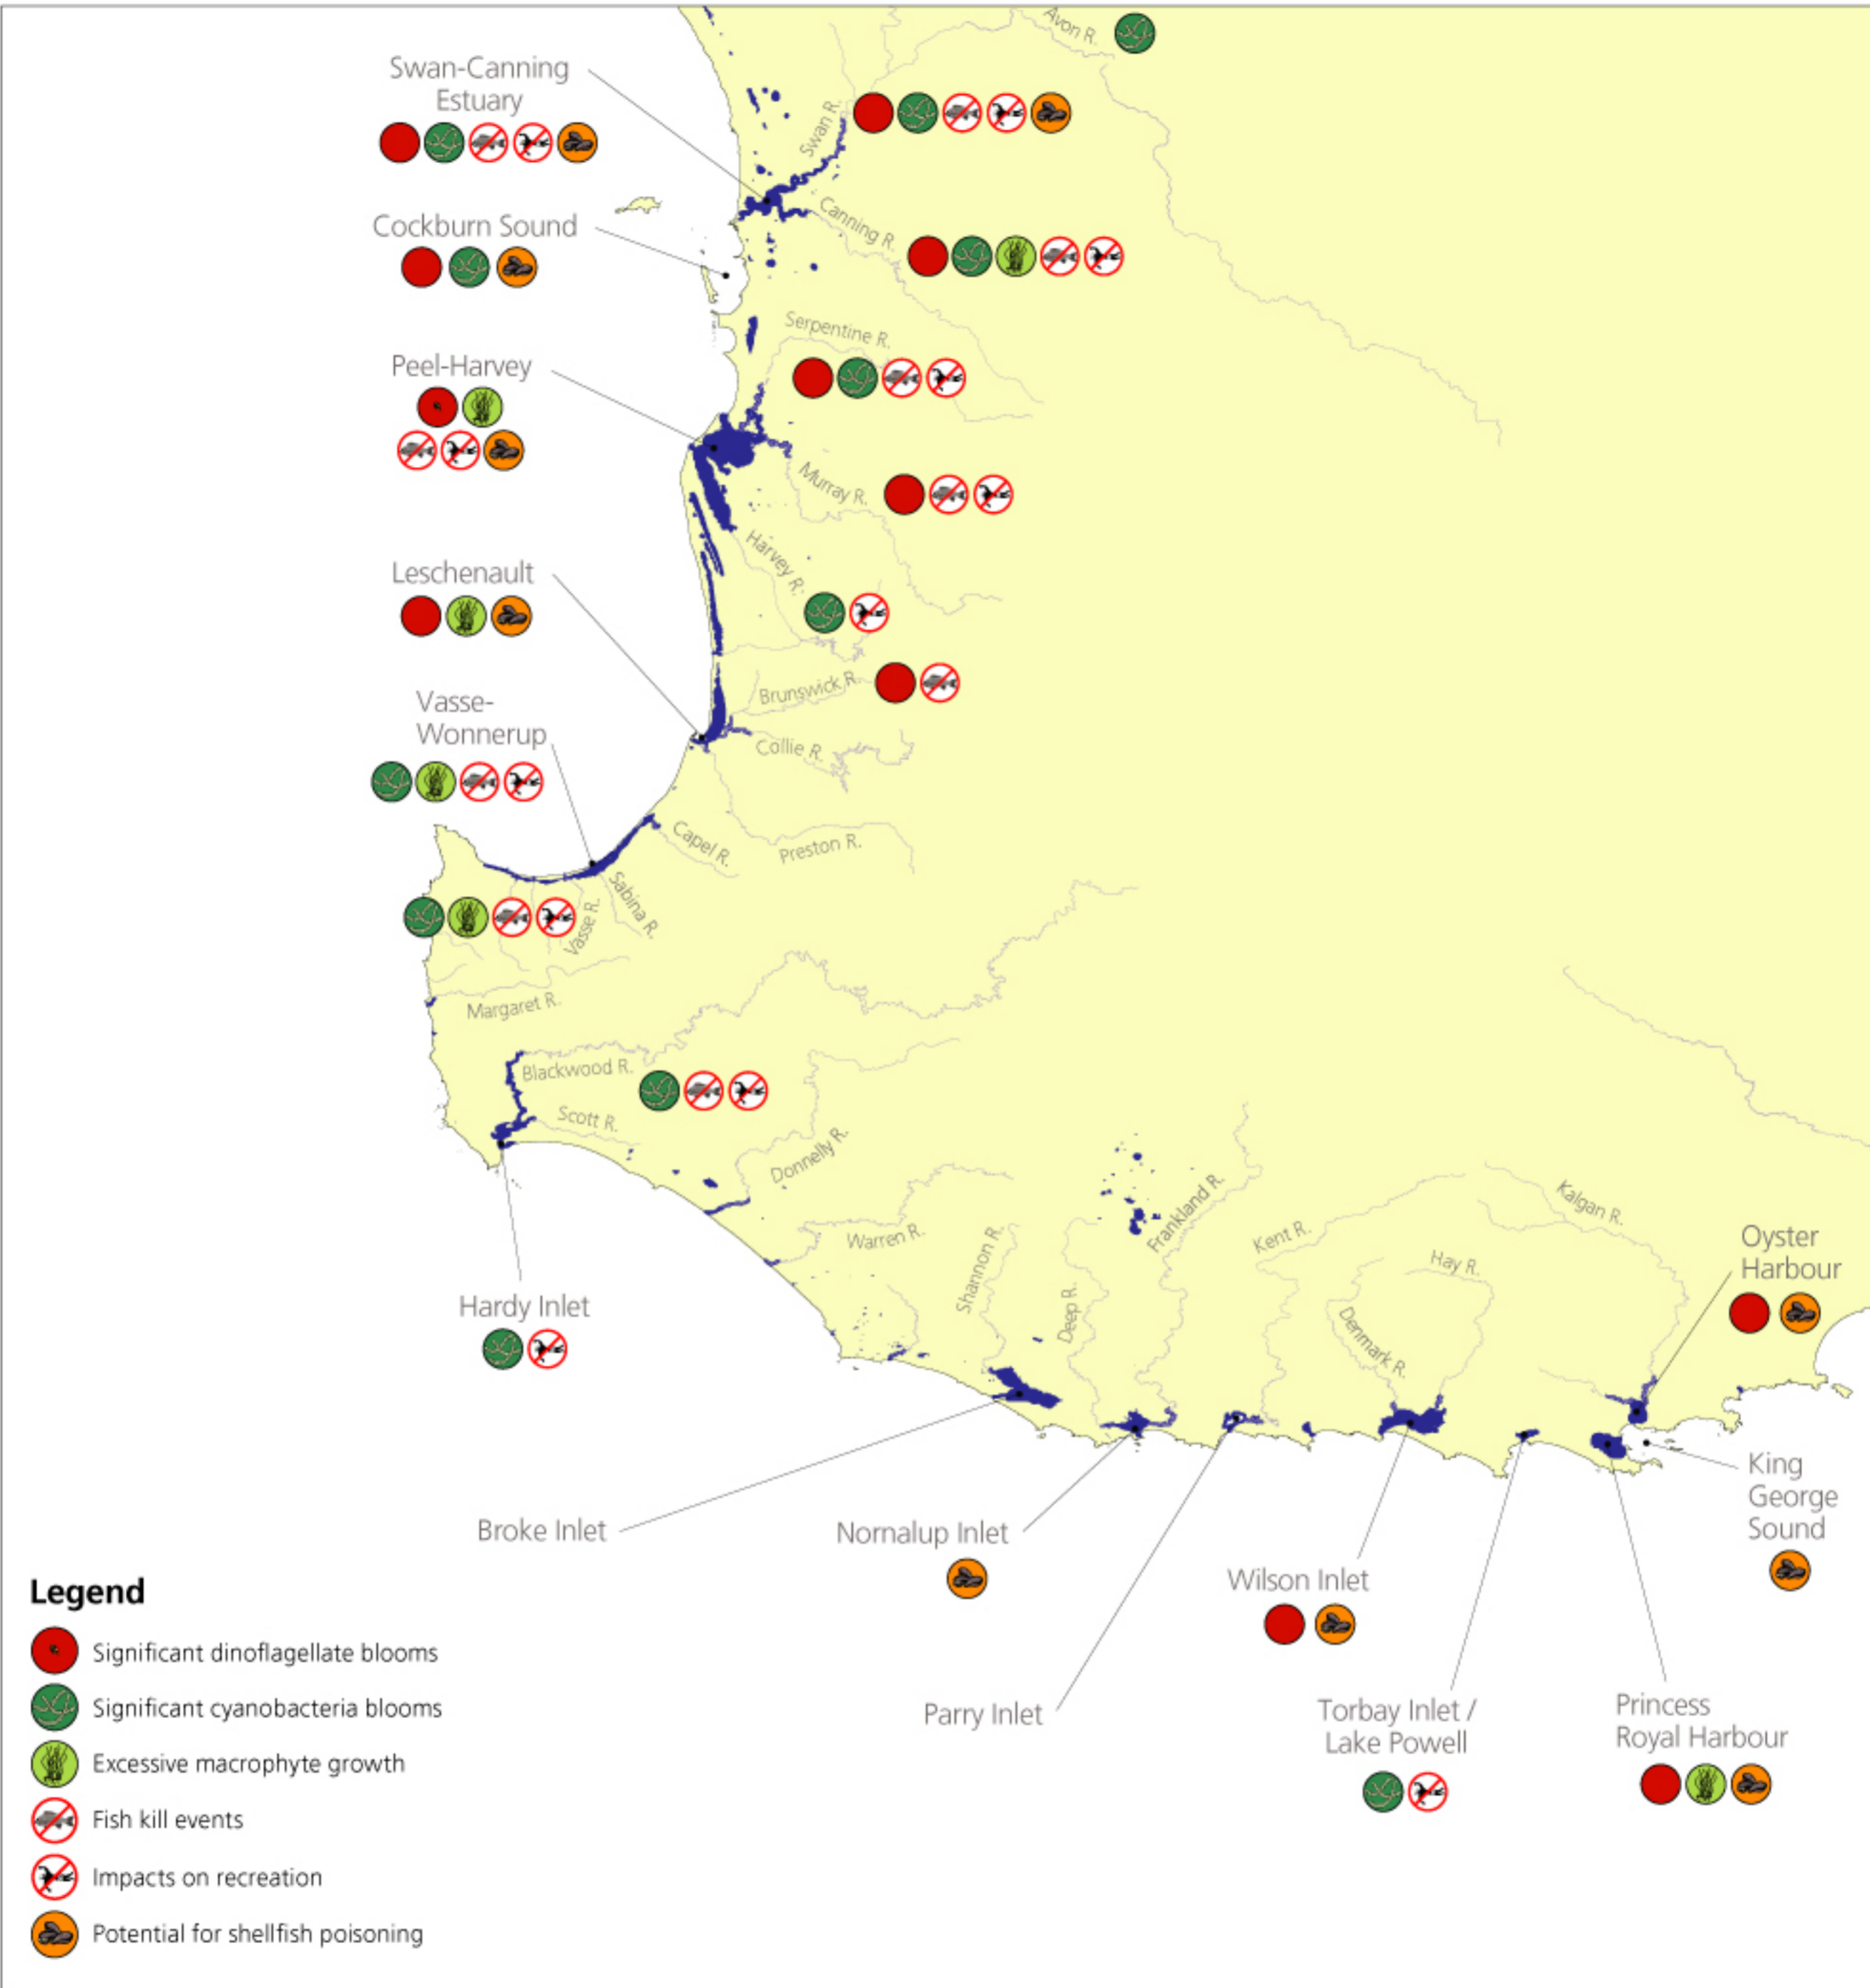 Avon R.
Swan-Canning
Estuary
Swan R.
Cockburn Sound
Canning R.
Serpentine R.
Peel-Harvey
Murray R.
Harvey R.
Leschenault
Brunswick R.
Vasse-
Wonnerup
Collie R.
Capel R.
Preston R.
Sabina R.
Vasse R.
Margaret R.
Blackwood R.
Scott R.
Donnelly R.
Warren R.
Shannon R.
Deep R.
Frankland R.
Kent R.
Hay R.
Denmark R.
Kalgan R.
Oyster
Harbour
Hardy Inlet
King
George
Sound
Broke Inlet
Nornalup Inlet
Wilson Inlet
Parry Inlet
Torbay Inlet /
Lake Powell
Princess
Royal Harbour
Legend
Significant dinoflagellate blooms
Significant cyanobacteria blooms
Excessive macrophyte growth
Fish kill events
Impacts on recreation
Potential for shellfish poisoning